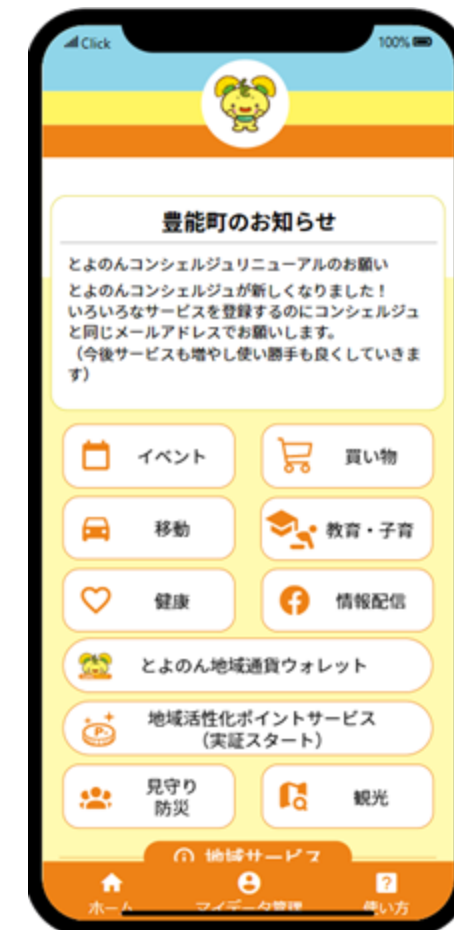 Click
100%
豊能町のお知らせ
とよのんコンシェルジュリニューアルのお願い
とよのんコンシェルジュが新しくなりました！
いろいろなサービスを登録するのにコンシェルジュ
と同じメールアドレスでお願いします。
（今後サービスも増やし使い勝手も良くしていきま
す）
イベント
買い物
移動
教育・子育
健康
情報配信
とよのん地域通貨ウォレット
地域活性化ポイントサービス
（実証スタート）
見守り
防災
観光
地域サービス
ホーム
マイデータ管理
使い方